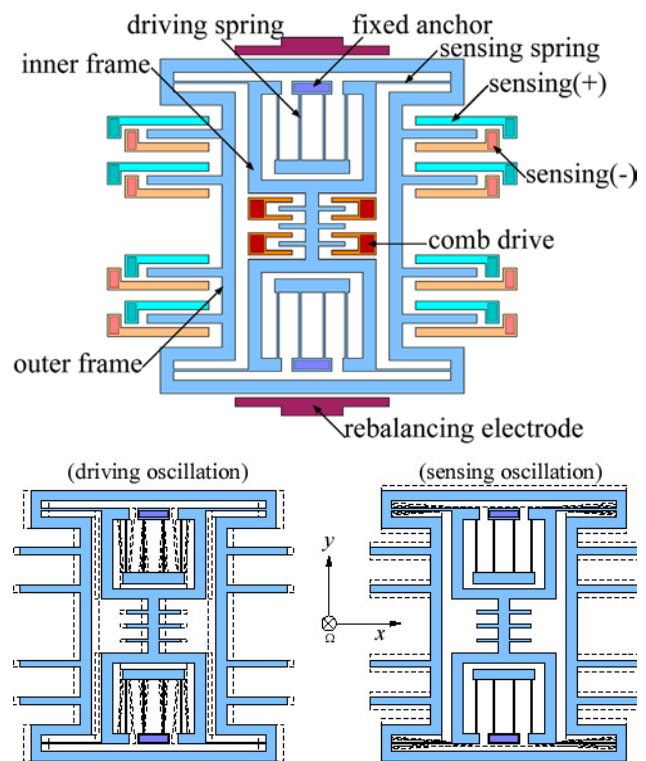 driving spring
fixed anchor
sensing spring
inner frame
sensing(+)
sensing(-)
comb drive
outer frame
rebalancing electrode
(driving oscillation)
(sensing oscillation)
y
x
Ω